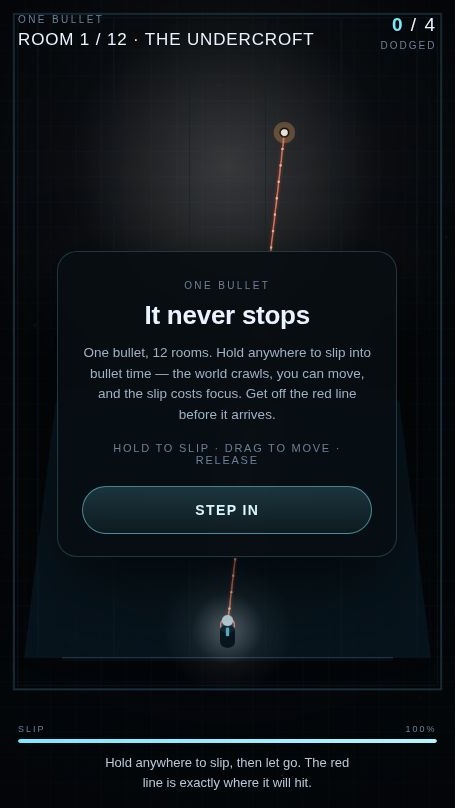 ONE BULLET
ROOM 1 / 12 · THE UNDERCROFT
0 / 4
DODGED
ONE BULLET
It never stops
One bullet, 12 rooms. Hold anywhere to slip into
bullet time — the world crawls, you can move,
and the slip costs focus. Get off the red line
before it arrives.
HOLD TO SLIP · DRAG TO MOVE ·
RELEASE
STEP IN
SLIP
100%
Hold anywhere to slip, then let go. The red
line is exactly where it will hit.